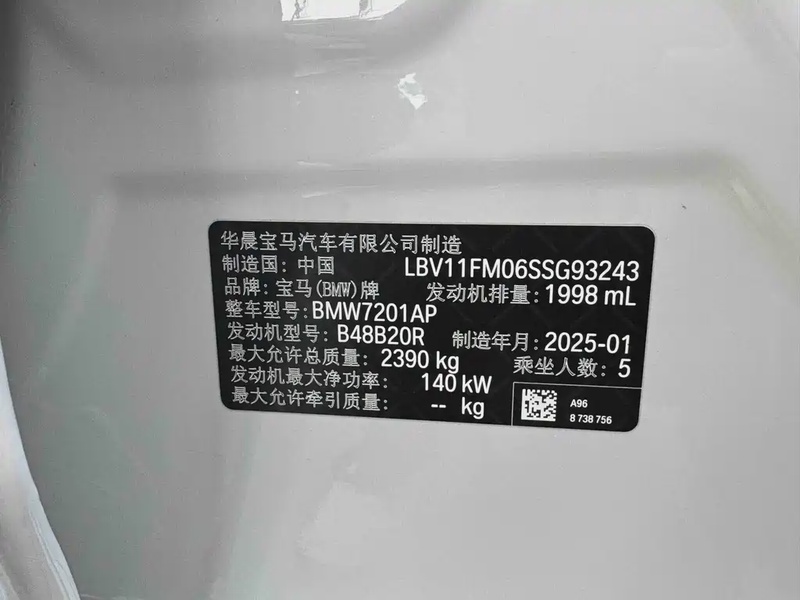 华晨宝马汽车有限公司制造
制造国：中国 LBV11FM06SSG93243
品牌：宝马(BMW)牌 发动机排量：1998 mL
整车型号：BMW7201AP
发动机型号：B48B20R 制造年月：2025-01
最大允许总质量：2390 kg 乘坐人数：5
发动机最大净功率：140 kW
最大允许牵引质量：-- kg
A96
8 738 756